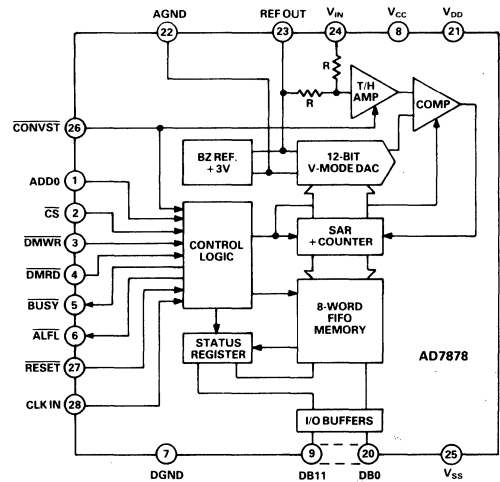 AGND
REF OUT
VIN
VCC
VDD
22
23
24
8
21
R
R
T/H
AMP
COMP
CONVST
26
BZ REF.
+3V
12-BIT
V-MODE DAC
ADD0
1
CS
2
DMWR
3
DMRD
4
BUSY
5
ALFL
6
RESET
27
CLK IN
28
CONTROL
LOGIC
SAR
+ COUNTER
8-WORD
FIFO
MEMORY
STATUS
REGISTER
AD7878
I/O BUFFERS
7
9
20
25
DGND
DB11
DB0
VSS